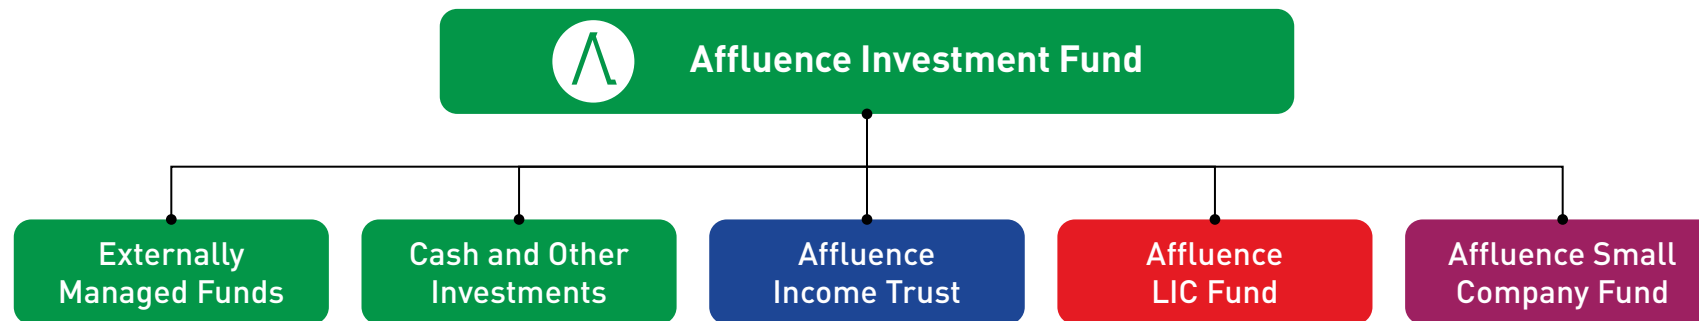 Affluence Investment Fund
Externally
Managed Funds
Cash and Other
Investments
Affluence
Income Trust
Affluence
LIC Fund
Affluence Small
Company Fund